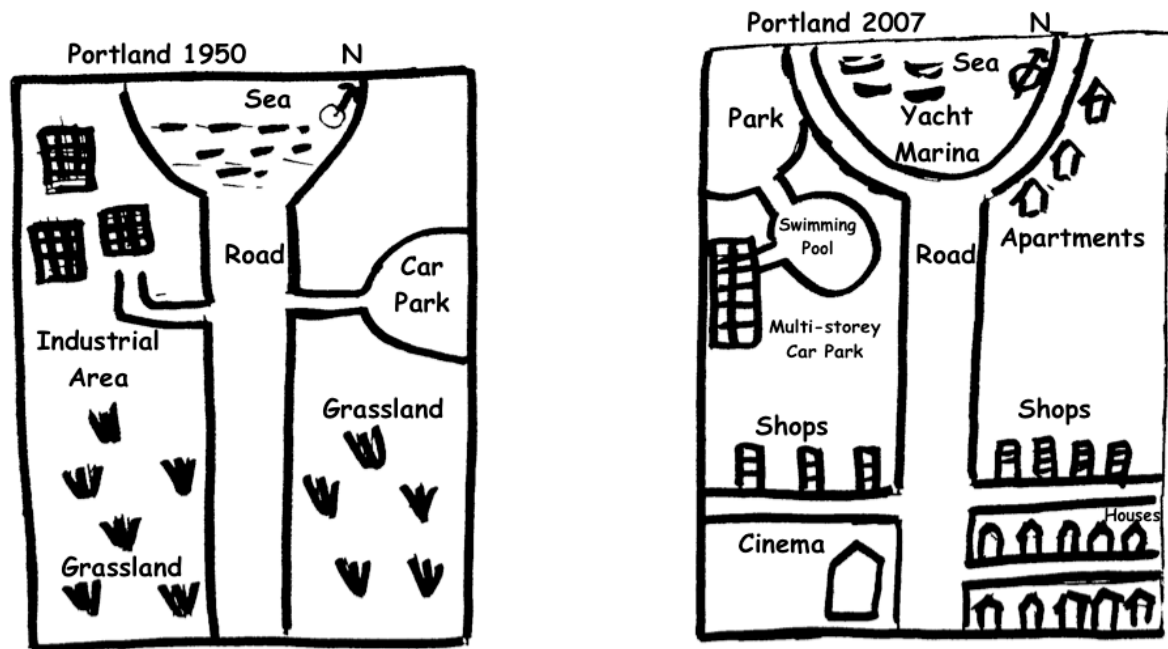 Portland 1950 N
Sea
Road
Car
Park
Industrial
Area
Grassland
Grassland
Portland 2007 N
Sea
Yacht
Marina
Park
Swimming
Pool
Road
Apartments
Multi-storey
Car Park
Shops
Shops
Houses
Cinema